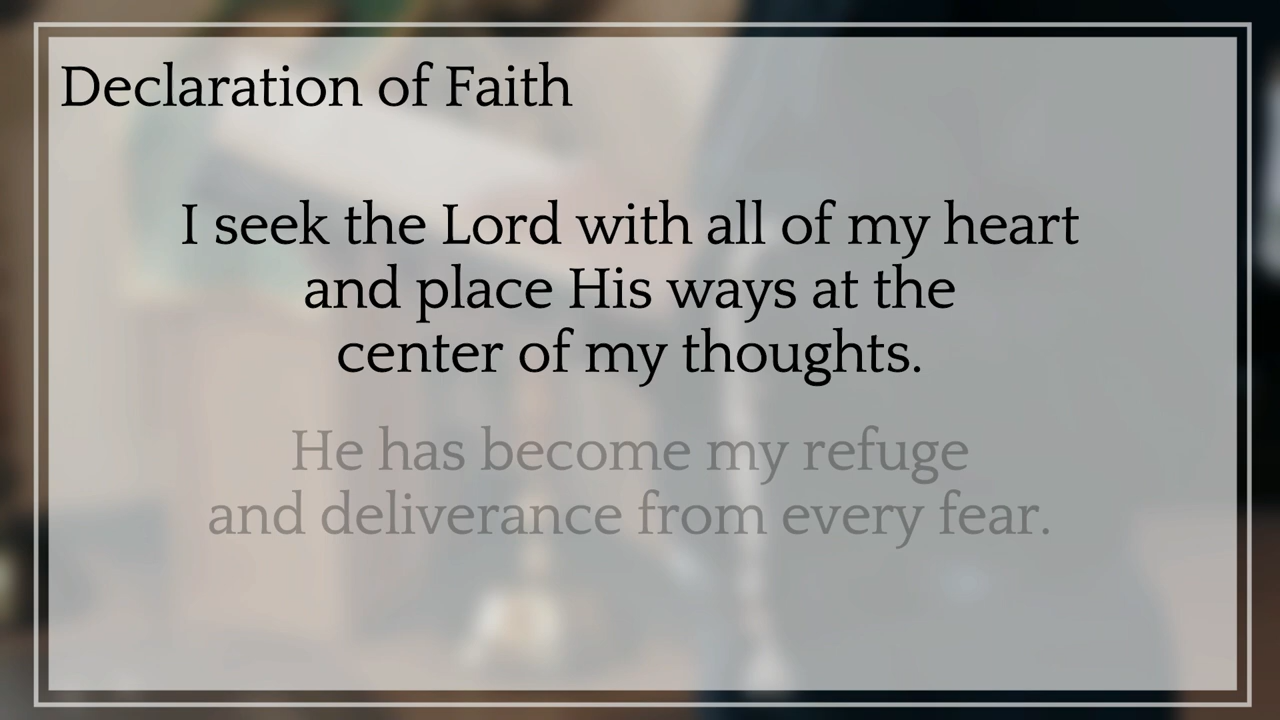 Declaration of Faith
I seek the Lord with all of my heart
and place His ways at the
center of my thoughts.
He has become my refuge
and deliverance from every fear.